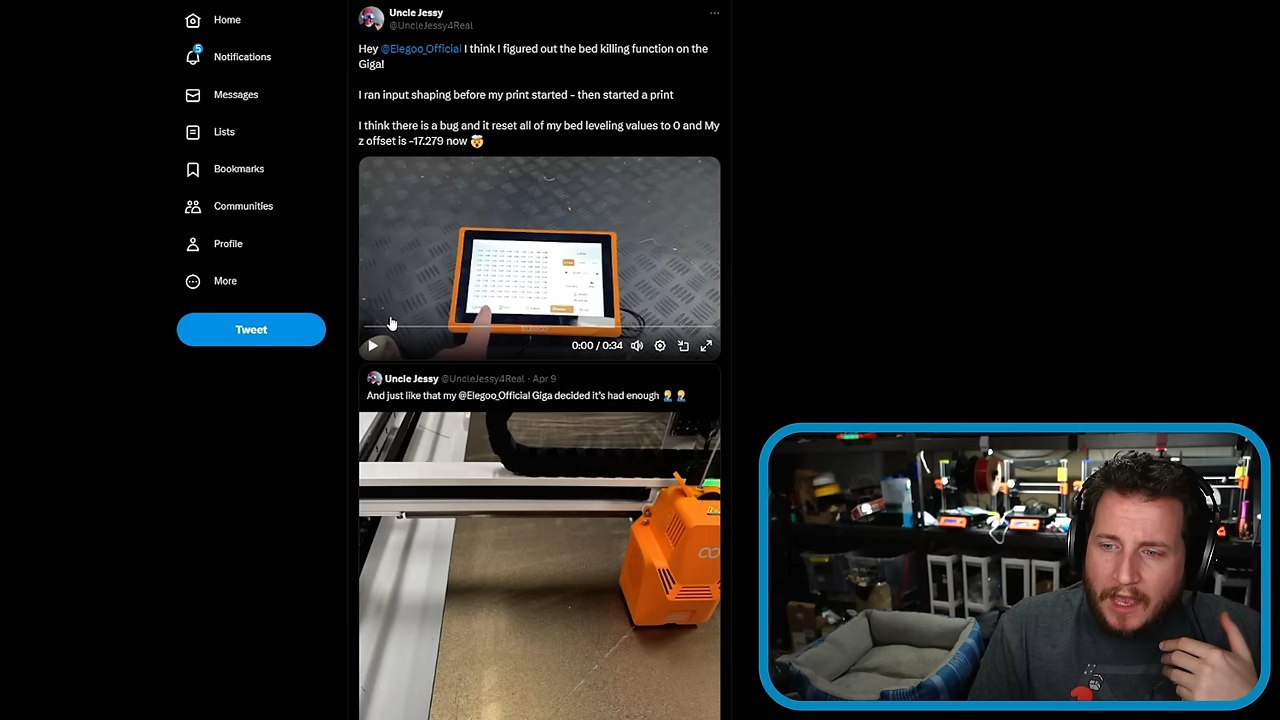 Home
5
Notifications
Messages
Lists
Bookmarks
Communities
Profile
More
Tweet
Uncle Jessy
@UncleJessy4Real
Hey @Elegoo_Official I think I figured out the bed killing function on the
Giga!
I ran input shaping before my print started - then started a print
I think there is a bug and it reset all of my bed leveling values to 0 and My
z offset is -17.279 now 🤯
ELEGOO
0:00 / 0:34
Uncle Jessy @UncleJessy4Real · Apr 9
And just like that my @Elegoo_Official Giga decided it's had enough 🤦‍♂️ 🤦‍♂️